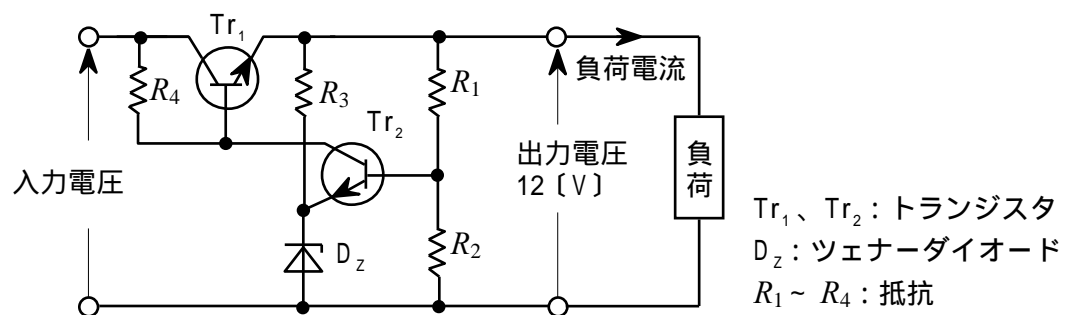 Tr₁
R₄
R₃
R₁
Tr₂
負荷電流
入力電圧
出力電圧
12〔V〕
負荷
D_Z
R₂
Tr₁、Tr₂：トランジスタ
D_Z：ツェナーダイオード
R₁~ R₄：抵抗